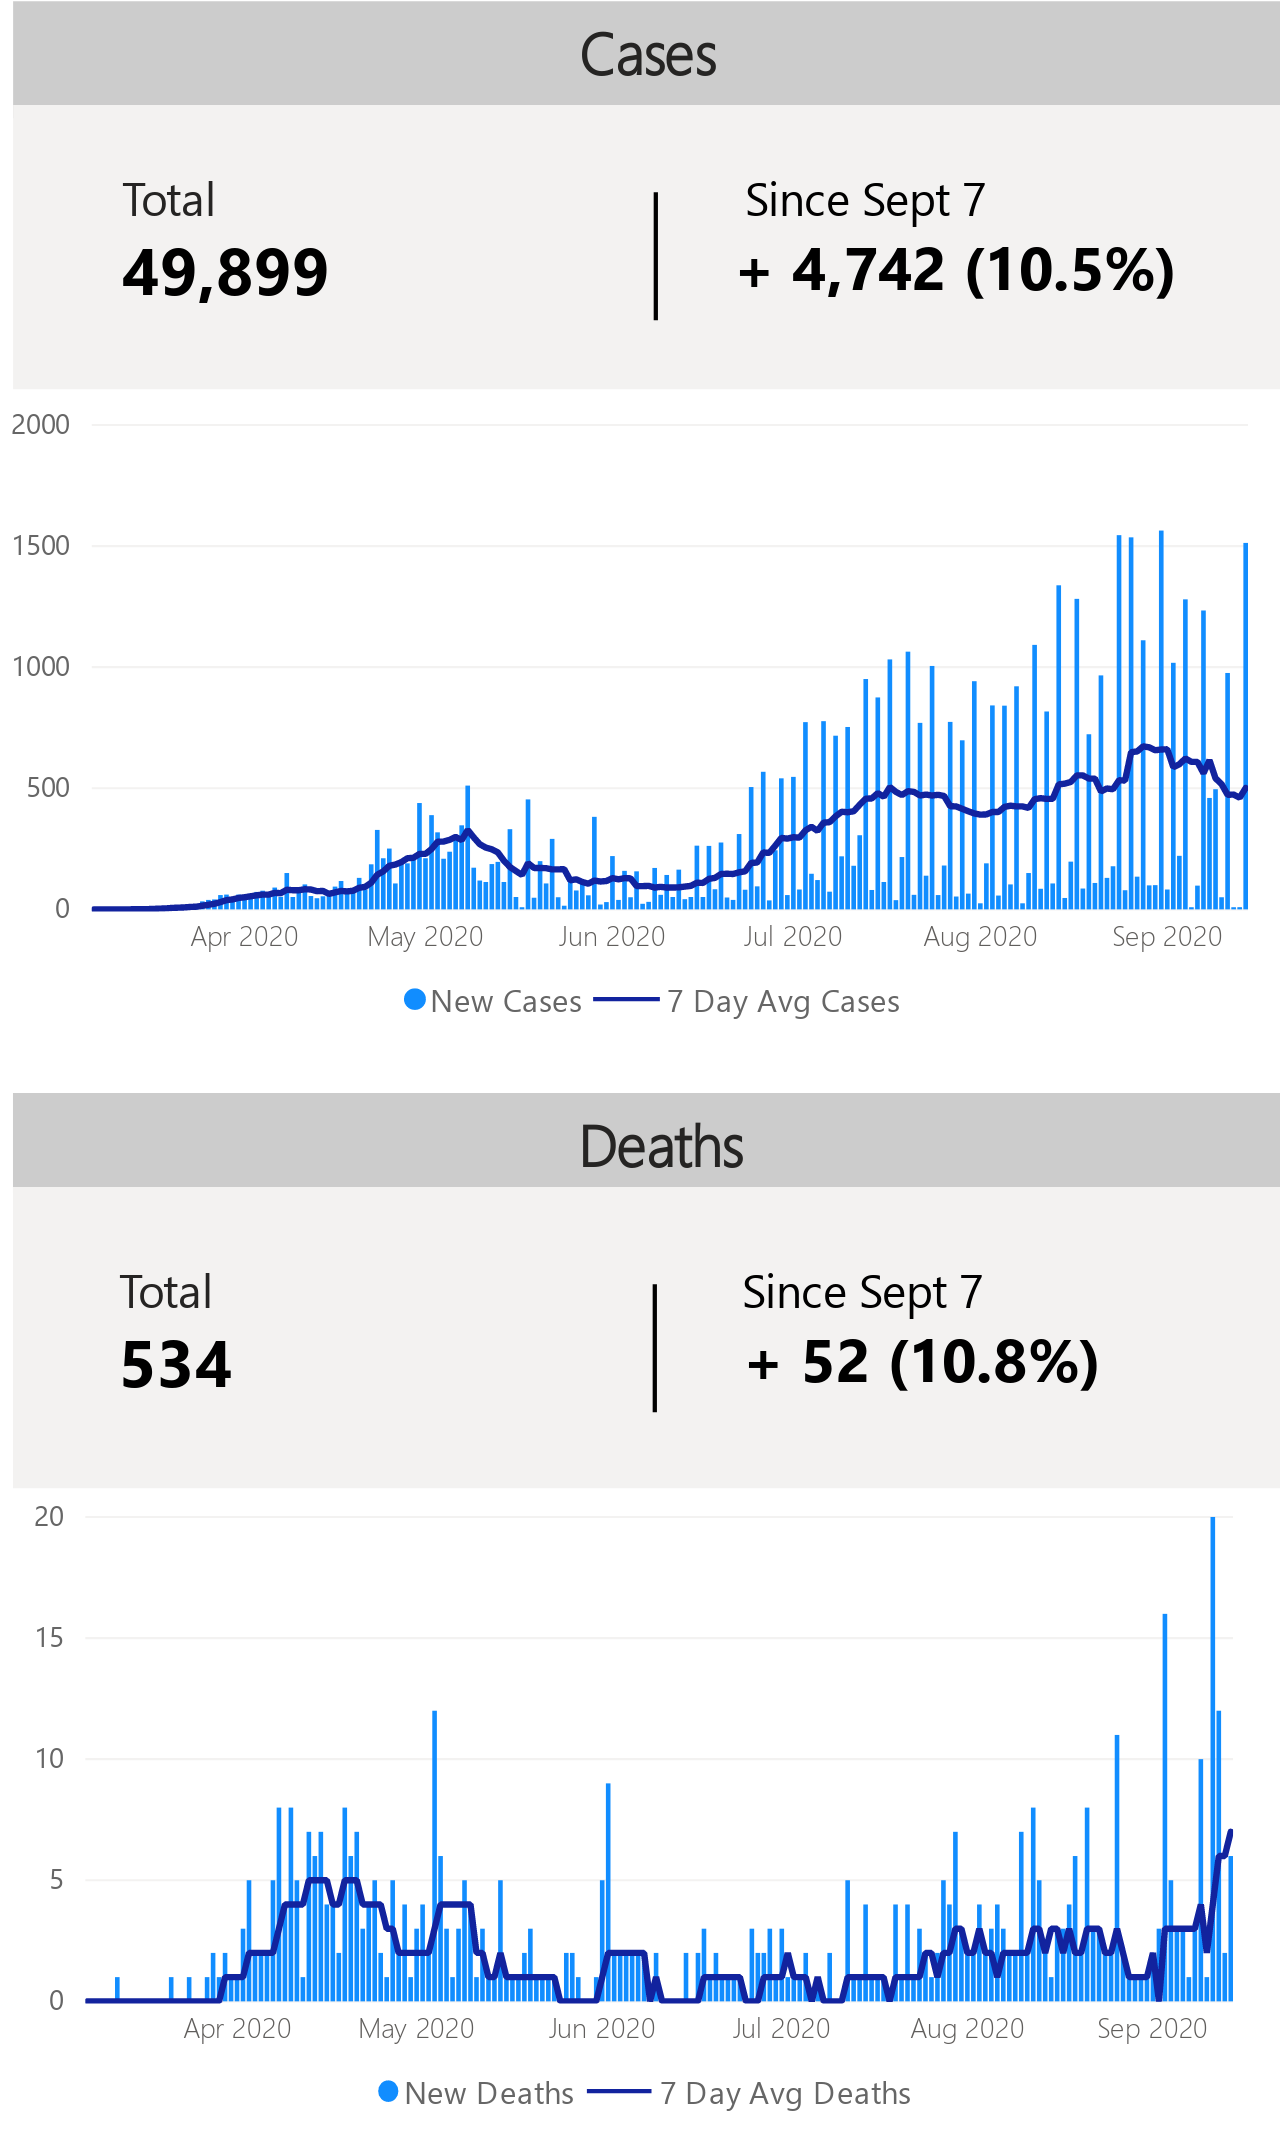 Cases
Total
Since Sept 7
49,899
+ 4,742 (10.5%)
2000
1500
1000
500
0
Apr 2020 May 2020 Jun 2020 Jul 2020 Aug 2020 Sep 2020
New Cases 7 Day Avg Cases
Deaths
Total
Since Sept 7
534
+ 52 (10.8%)
20
15
10
5
0
Apr 2020 May 2020 Jun 2020 Jul 2020 Aug 2020 Sep 2020
New Deaths 7 Day Avg Deaths